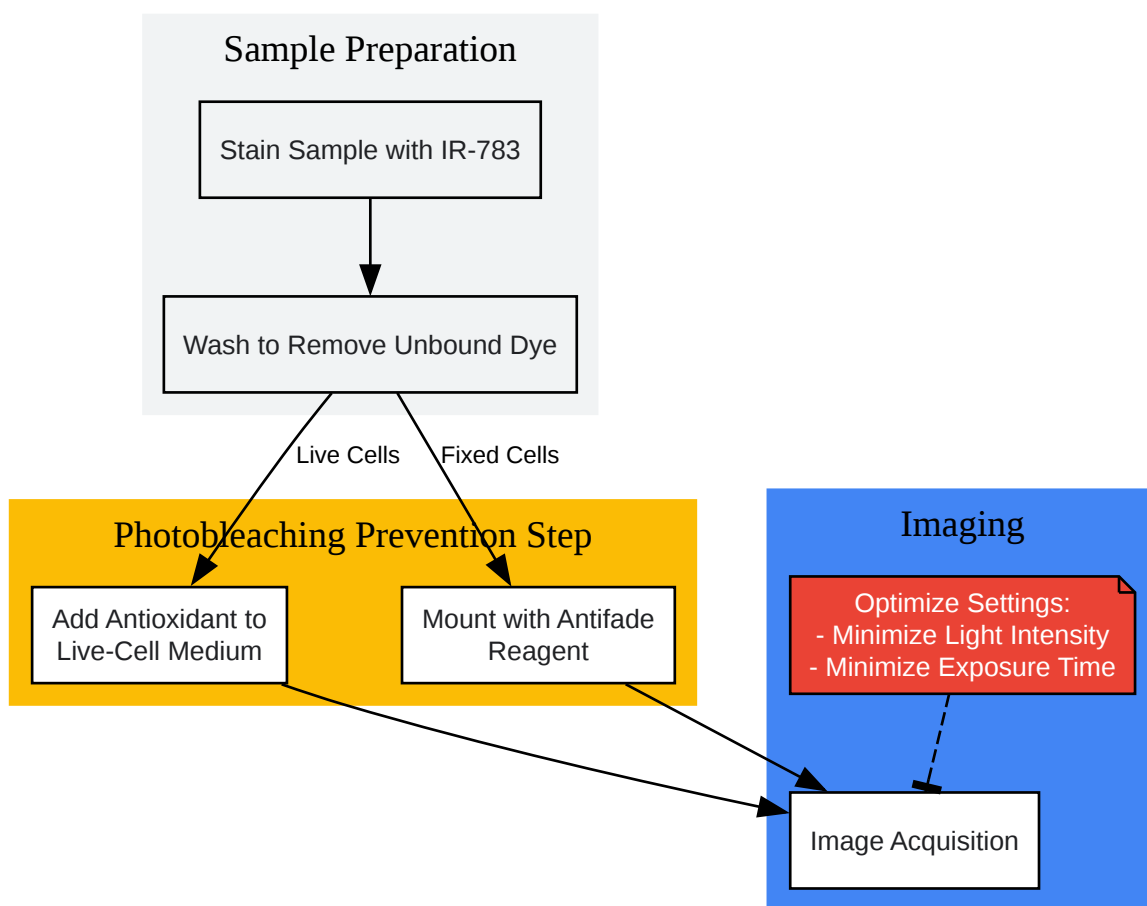 Sample Preparation
Stain Sample with IR-783
Wash to Remove Unbound Dye
Live Cells
Fixed Cells
Photobleaching Prevention Step
Add Antioxidant to
Live-Cell Medium
Mount with Antifade
Reagent
Imaging
Optimize Settings:
- Minimize Light Intensity
- Minimize Exposure Time
Image Acquisition